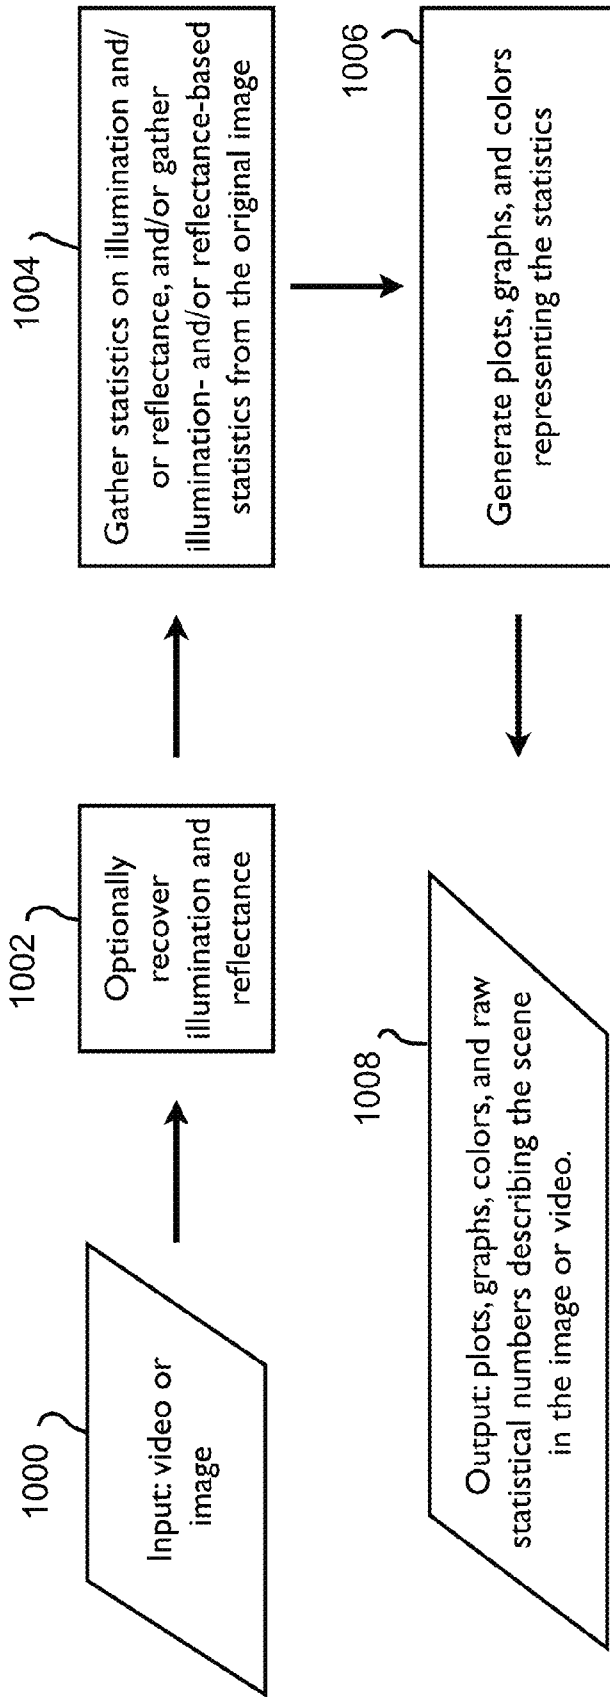 1000
Input: video or
image
1002
Optionally
recover
illumination and
reflectance
1004
Gather statistics on illumination and/
or reflectance, and/or gather
illumination- and/or reflectance-based
statistics from the original image
1006
Generate plots, graphs, and colors
representing the statistics
1008
Output: plots, graphs, colors, and raw
statistical numbers describing the scene
in the image or video.